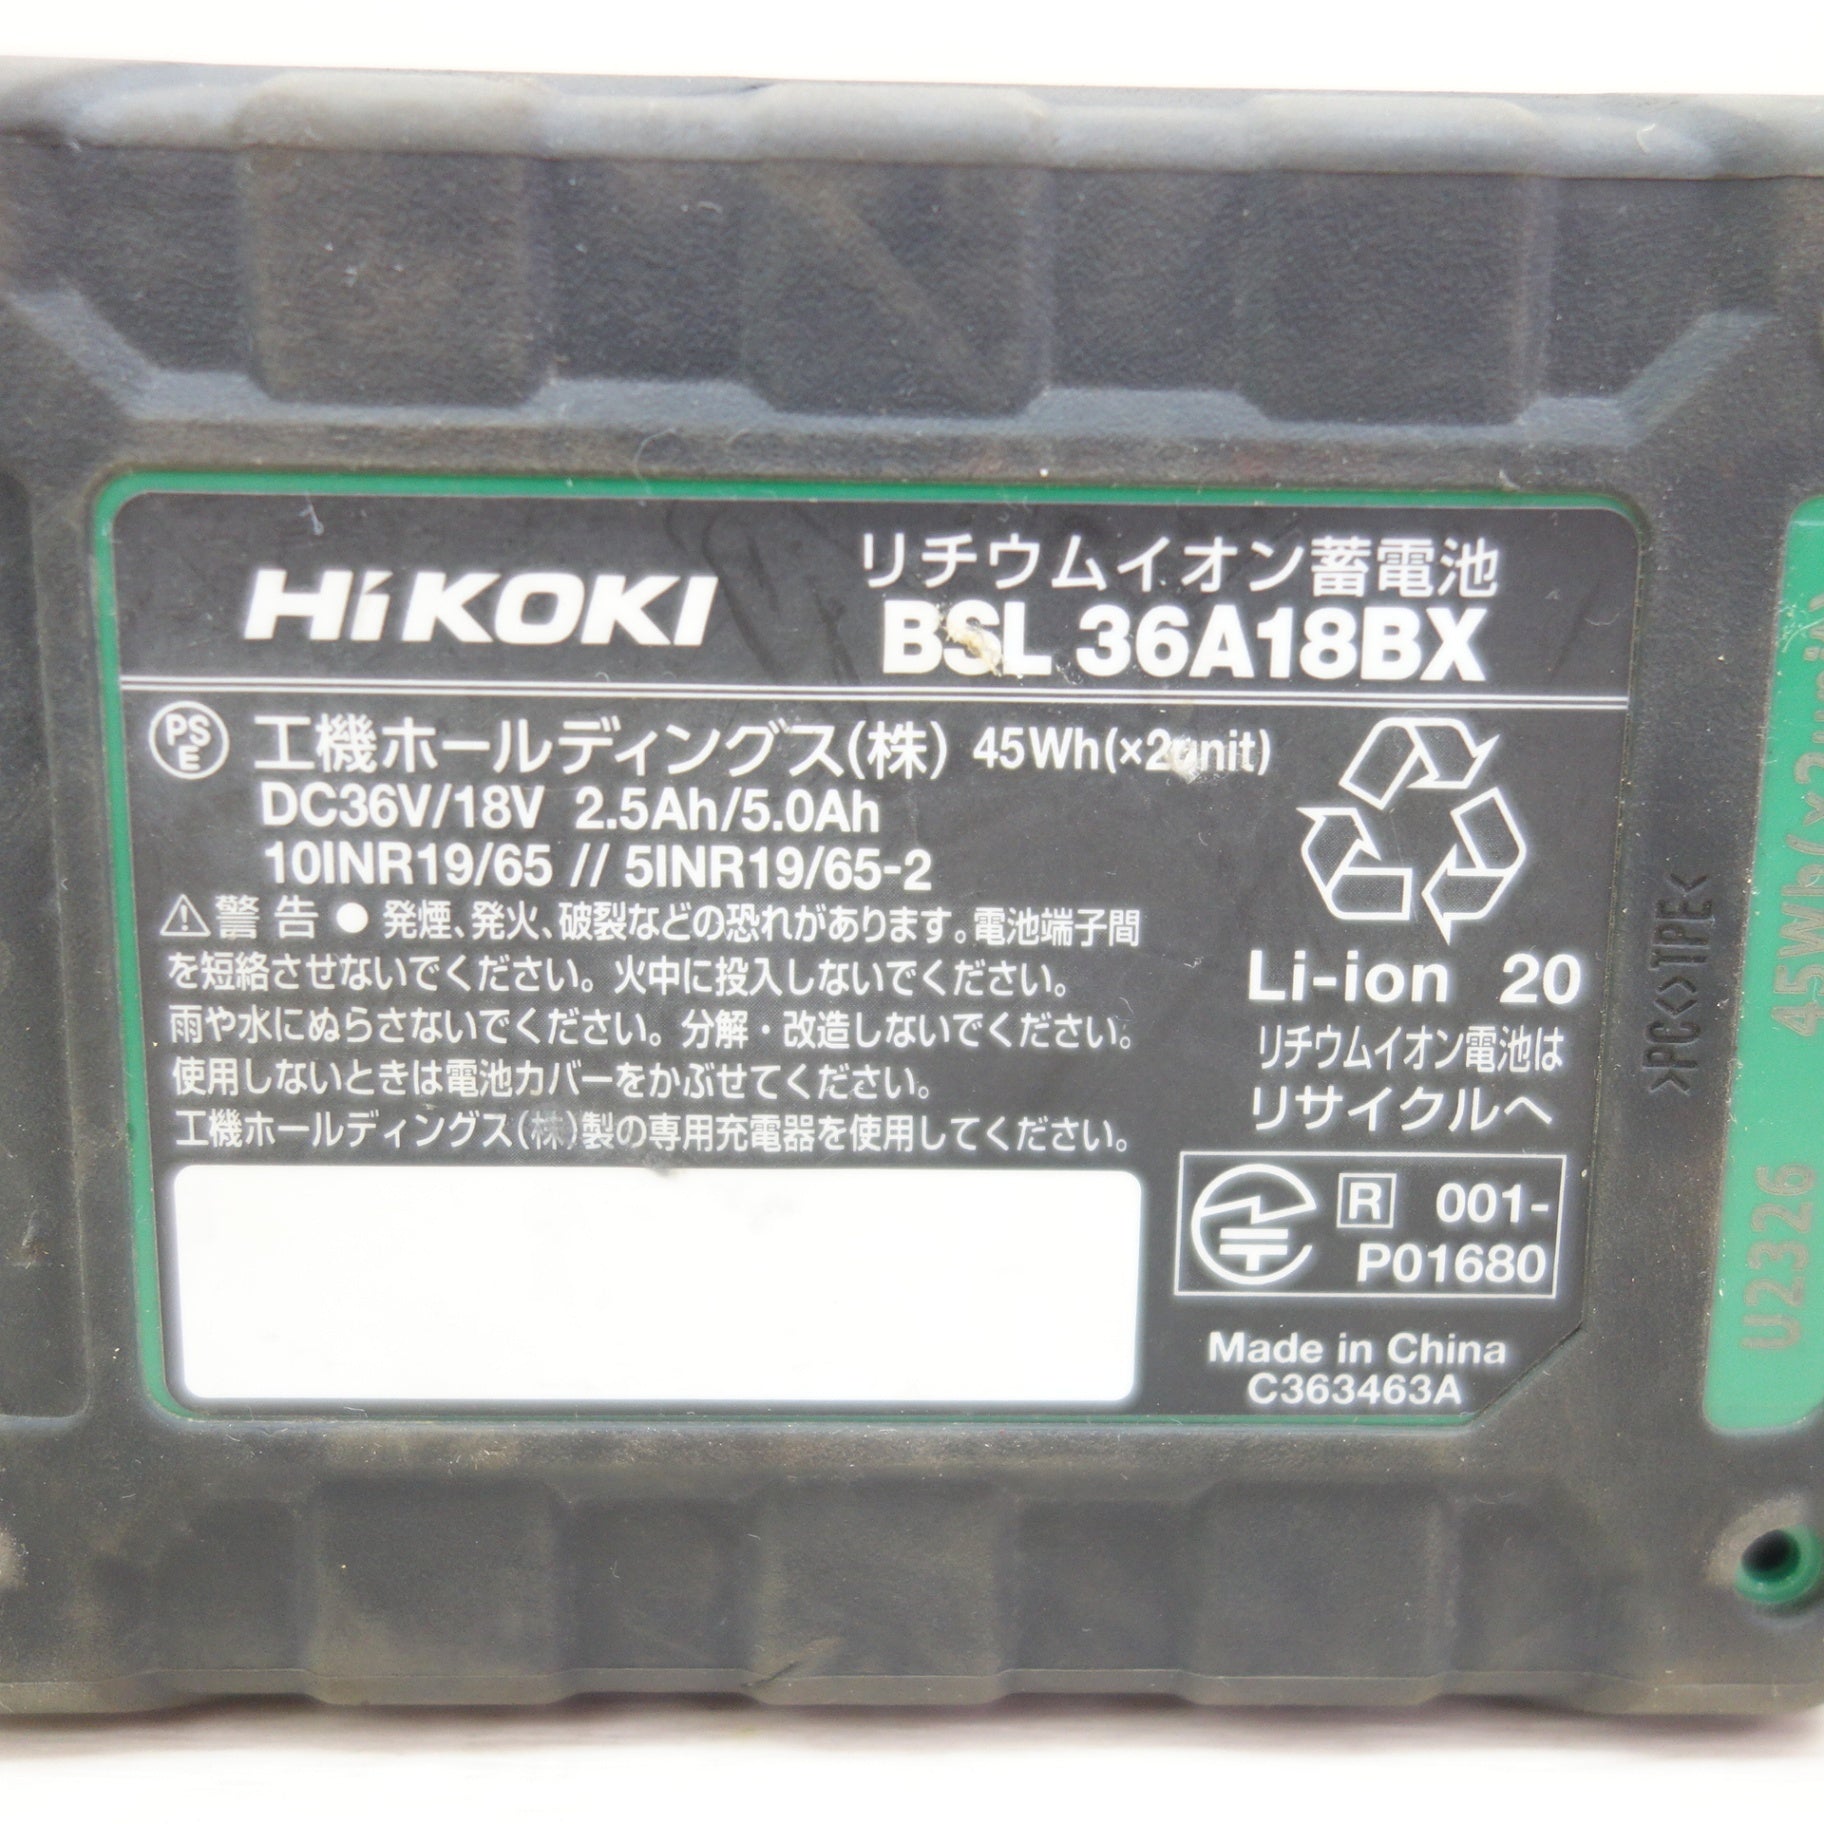 HiKOKI
リチウムイオン蓄電池
BSL 36A18BX
PSE 工機ホールディングス(株) 45Wh(×2unit)
DC36V/18V 2.5Ah/5.0Ah
10INR19/65 // 5INR19/65-2
⚠警告 ● 発煙、発火、破裂などの恐れがあります。電池端子間
を短絡させないでください。火中に投入しないでください。
雨や水にぬらさないでください。分解・改造しないでください。
使用しないときは電池カバーをかぶせてください。
工機ホールディングス(株)製の専用充電器を使用してください。
Li-ion 20
リチウムイオン電池は
リサイクルへ
R 001-
P01680
Made in China
C363463A
>PC<>TPE<
45Wh(×2unit)
U2326